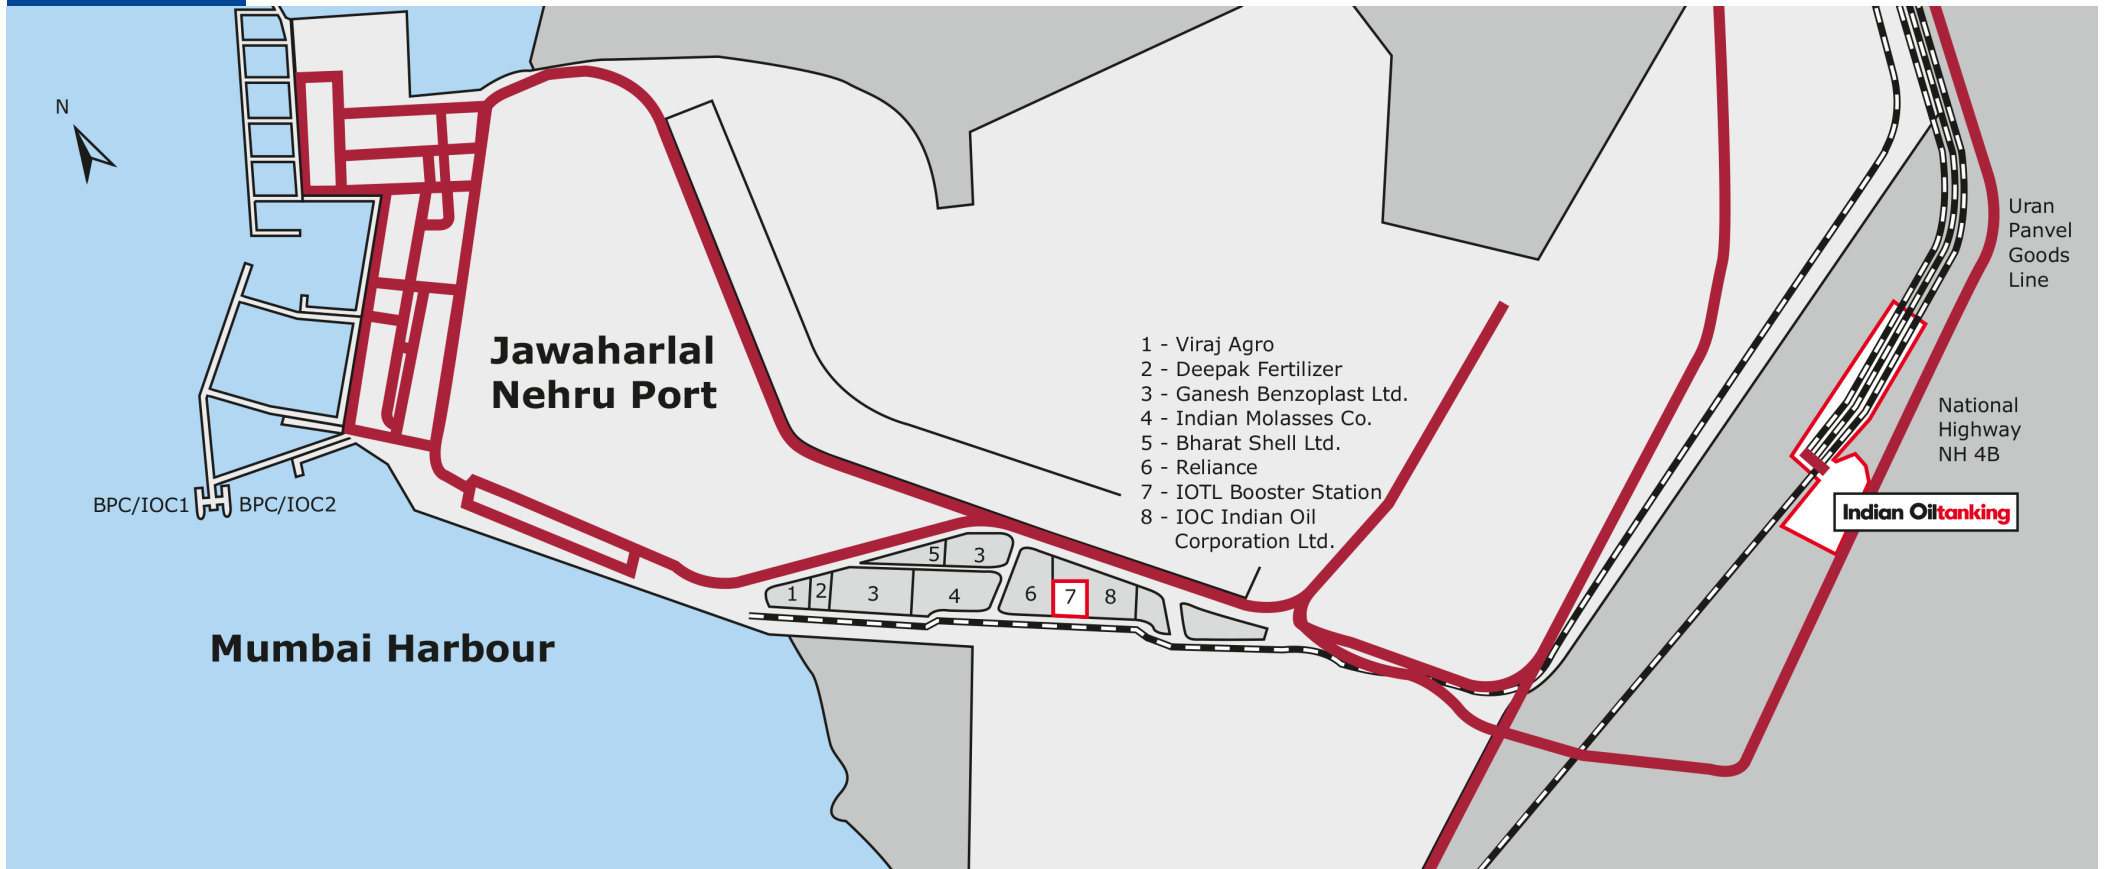 N
Jawaharlal
Nehru Port
BPC/IOC1
BPC/IOC2
Mumbai Harbour
1 - Viraj Agro
2 - Deepak Fertilizer
3 - Ganesh Benzoplast Ltd.
4 - Indian Molasses Co.
5 - Bharat Shell Ltd.
6 - Reliance
7 - IOTL Booster Station
8 - IOC Indian Oil
Corporation Ltd.
5
3
1
2
3
4
6
7
8
Uran
Panvel
Goods
Line
National
Highway
NH 4B
Indian Oiltanking